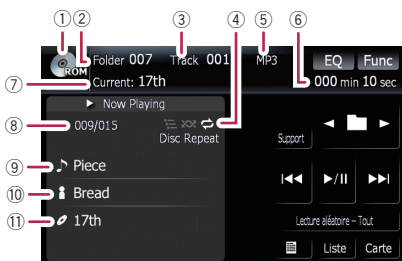 ① ② ③ ④ ⑤ ⑥
ROM Folder 007 Track 001 MP3 EQ Func
⑦ Current: 17th 000 min 10 sec
Now Playing
⑧ 009/015
Disc Repeat Support
⑨ Piece
⑩ Bread
⑪ 17th Lecture aléatoire – Tout
Liste Carte